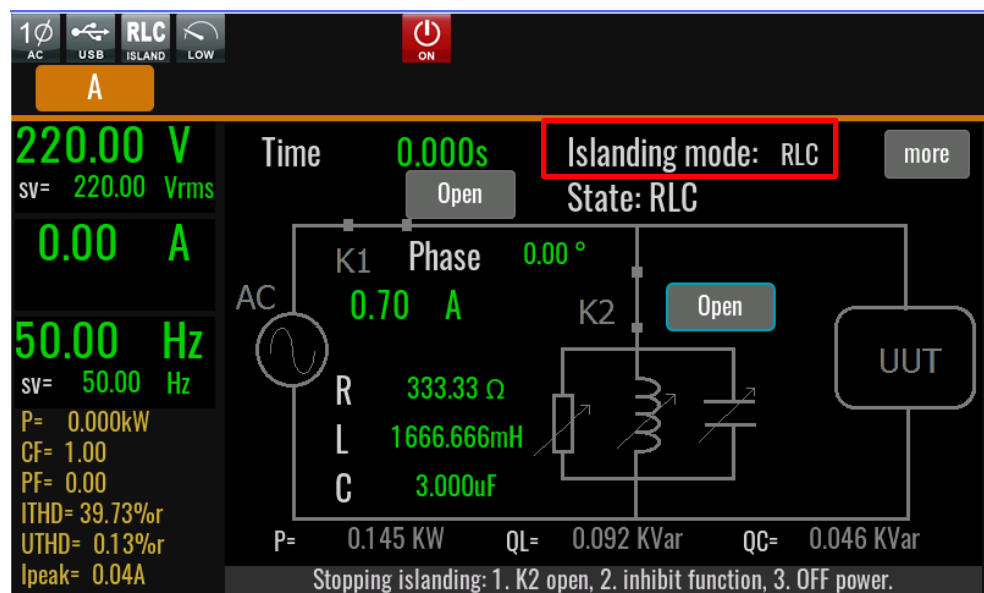 1Ø AC USB RLC ISLAND LOW ON
A
220.00 V
sv= 220.00 Vrms
0.00 A
50.00 Hz
sv= 50.00 Hz
P= 0.000kW
CF= 1.00
PF= 0.00
ITHD= 39.73%r
UTHD= 0.13%r
Ipeak= 0.04A
Time 0.000s Islanding mode: RLC more
Open State: RLC
K1 Phase 0.00 °
AC 0.70 A K2 Open
UUT
R 333.33 Ω
L 1666.666mH
C 3.000uF
P= 0.145 KW QL= 0.092 KVar QC= 0.046 KVar
Stopping islanding: 1. K2 open, 2. inhibit function, 3. OFF power.